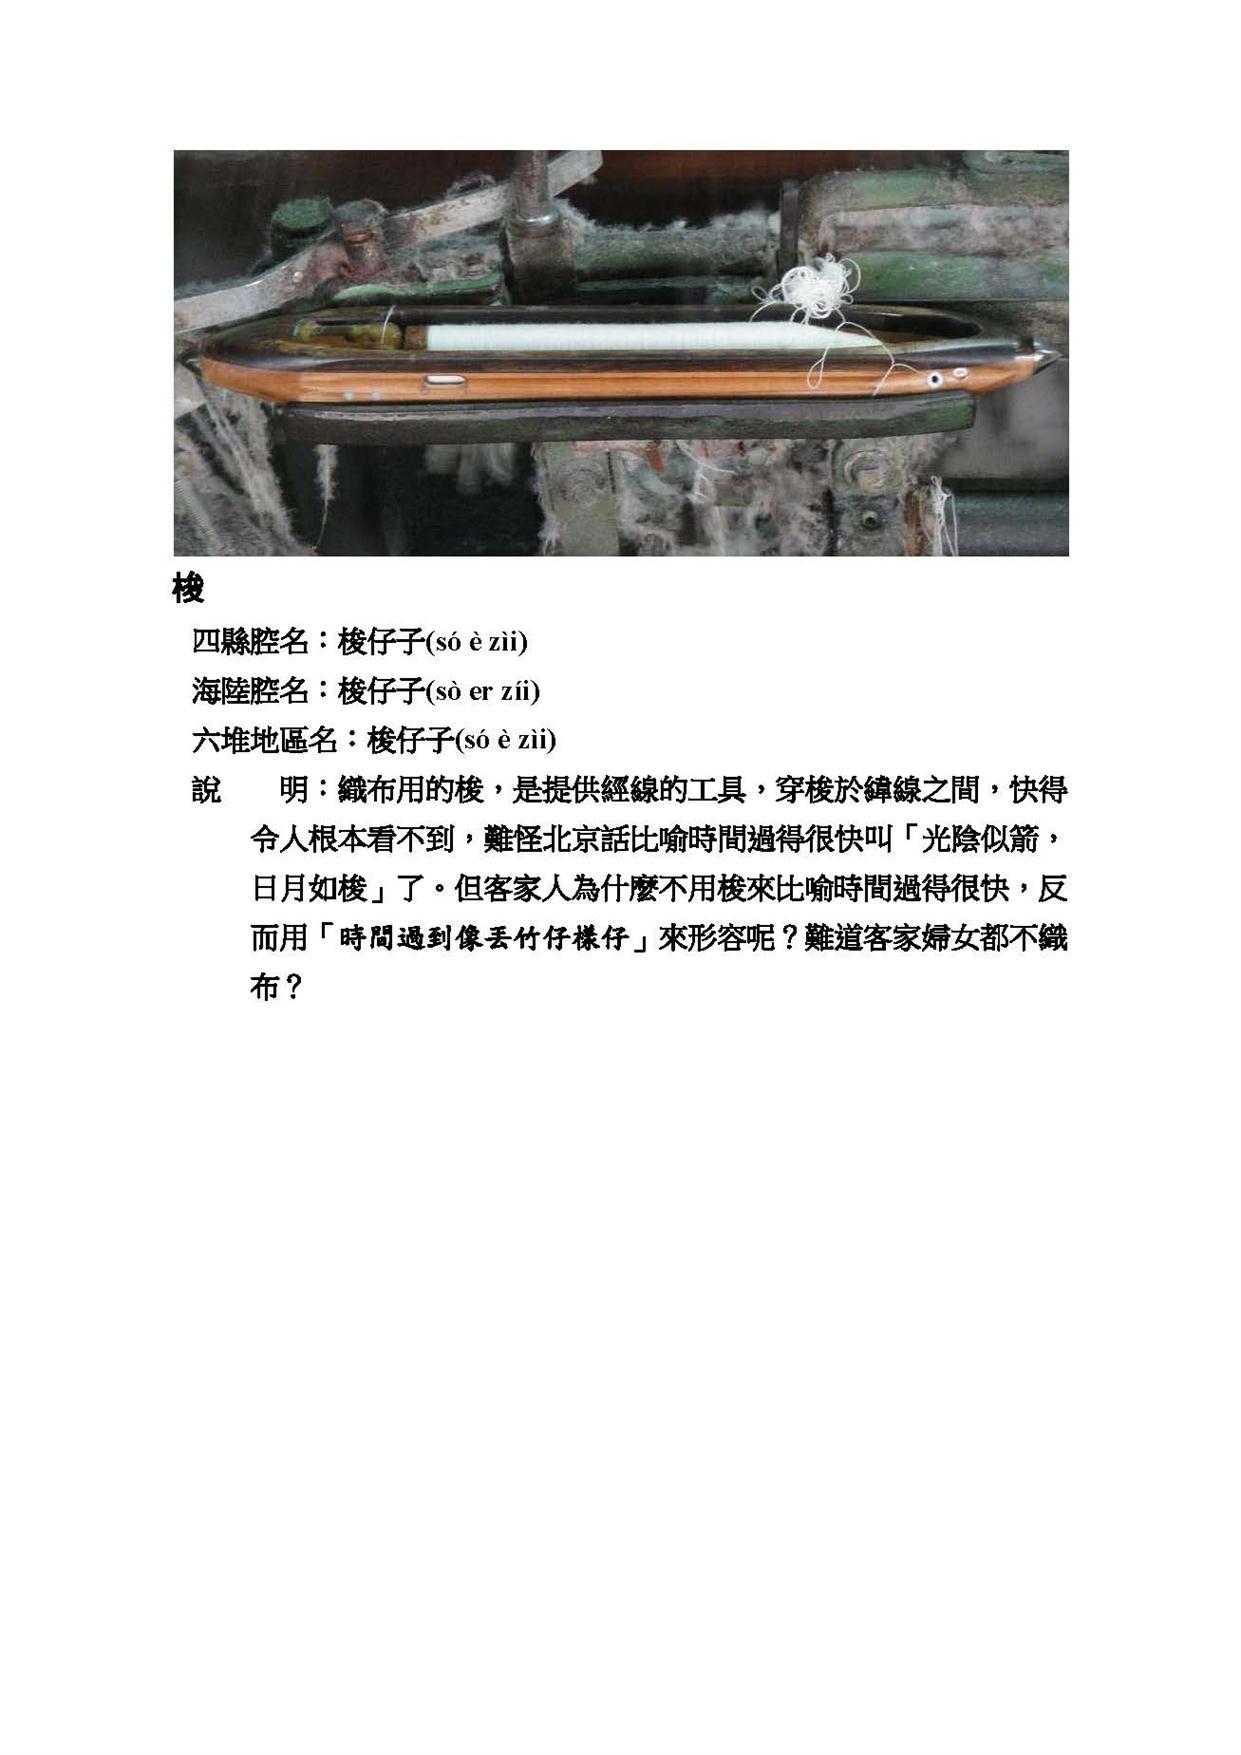 梭
四縣腔名：梭仔子(só è zìi)
海陸腔名：梭仔子(sò er zíi)
六堆地區名：梭仔子(só è zìi)
說　　明：織布用的梭，是提供經線的工具，穿梭於緯線之間，快得
令人根本看不到，難怪北京話比喻時間過得很快叫「光陰似箭，
日月如梭」了。但客家人為什麼不用梭來比喻時間過得很快，反
而用「時間過到像丟竹仔樣仔」來形容呢？難道客家婦女都不織
布？